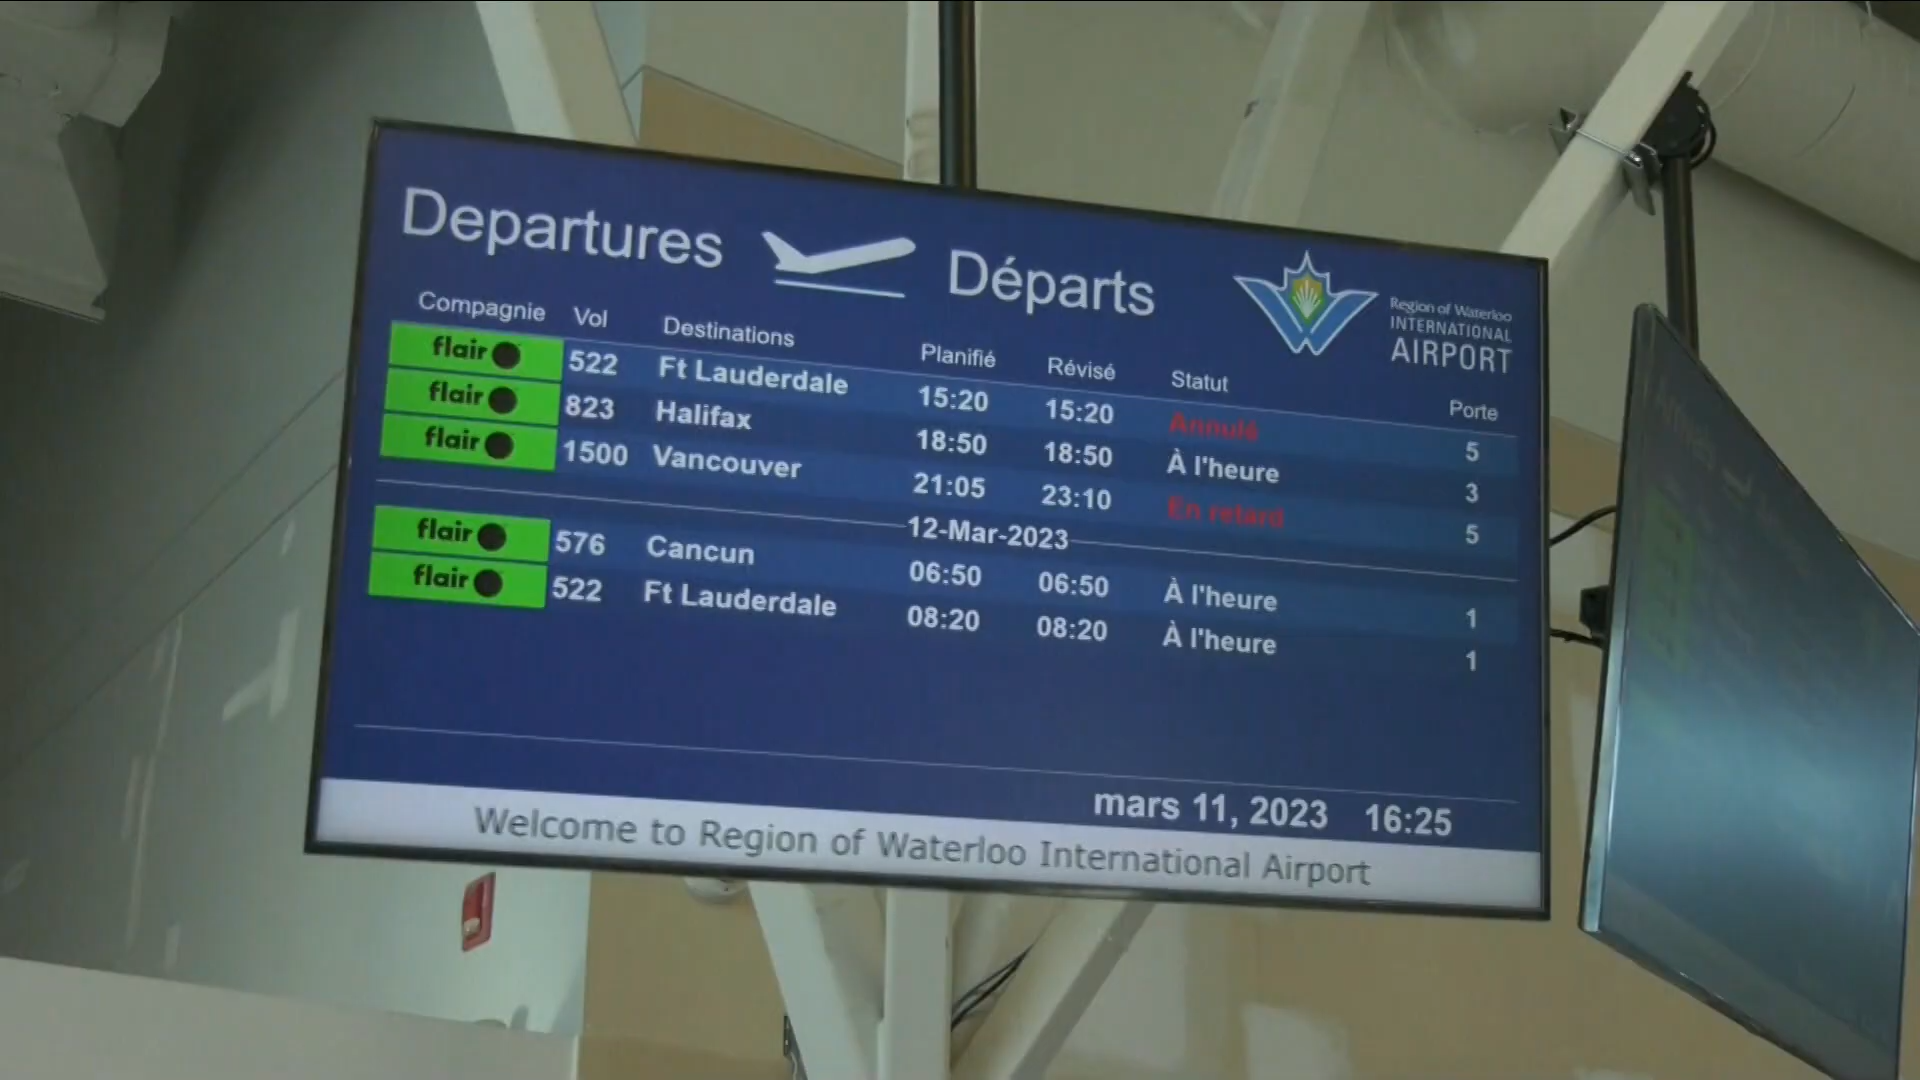 Departures Départs
Region of Waterloo
INTERNATIONAL
AIRPORT
Compagnie Vol Destinations Planifié Révisé Statut Porte
flair 522 Ft Lauderdale 15:20 15:20 Annulé 5
flair 823 Halifax 18:50 18:50 À l'heure 3
flair 1500 Vancouver 21:05 23:10 En retard 5
12-Mar-2023
flair 576 Cancun 06:50 06:50 À l'heure 1
flair 522 Ft Lauderdale 08:20 08:20 À l'heure 1
mars 11, 2023 16:25
Welcome to Region of Waterloo International Airport